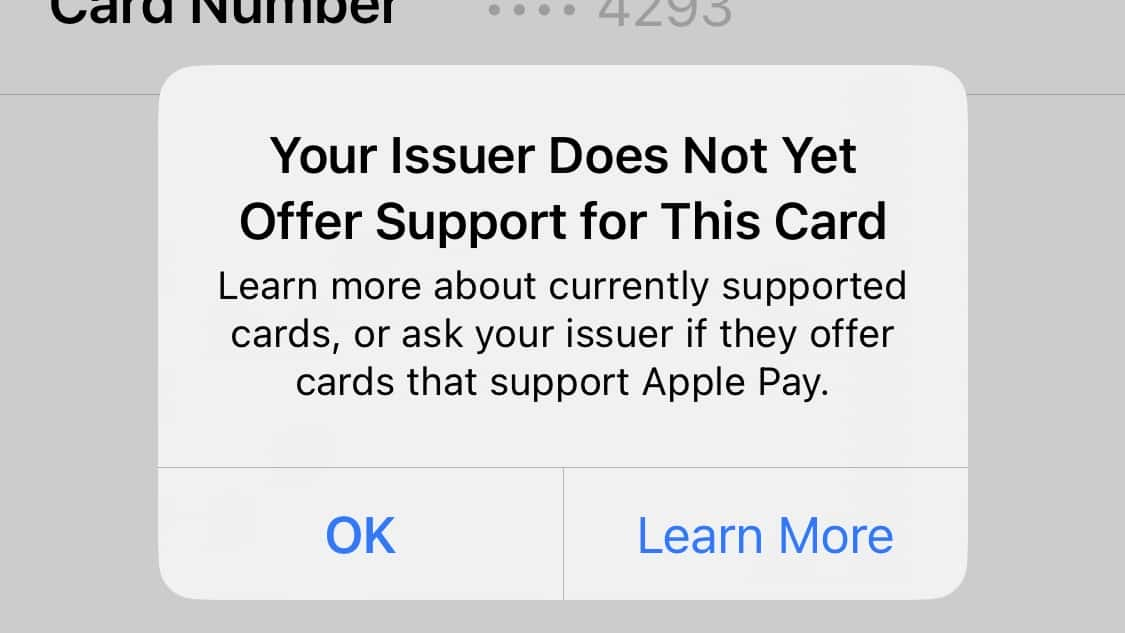 Card Number •••• 4293
Your Issuer Does Not Yet
Offer Support for This Card
Learn more about currently supported
cards, or ask your issuer if they offer
cards that support Apple Pay.
OK Learn More